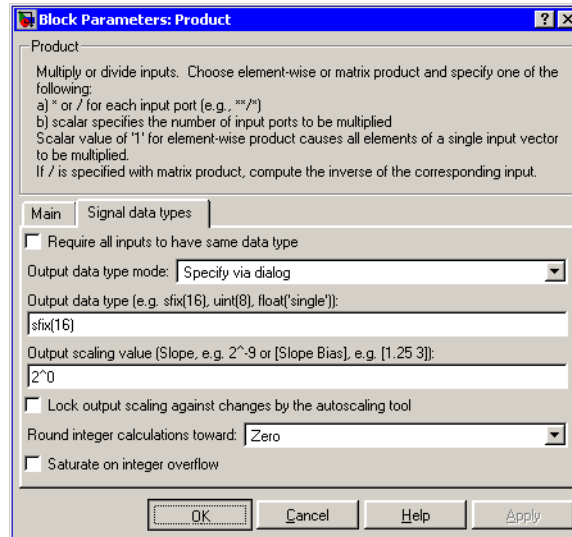 Block Parameters: Product
Product
Multiply or divide inputs. Choose element-wise or matrix product and specify one of the
following:
a) * or / for each input port (e.g., **/*)
b) scalar specifies the number of input ports to be multiplied
Scalar value of '1' for element-wise product causes all elements of a single input vector
to be multiplied.
If / is specified with matrix product, compute the inverse of the corresponding input.
Main Signal data types
Require all inputs to have same data type
Output data type mode: Specify via dialog
Output data type (e.g. sfix(16), uint(8), float('single')):
sfix(16)
Output scaling value (Slope, e.g. 2^-9 or [Slope Bias], e.g. [1.25 3]):
2^0
Lock output scaling against changes by the autoscaling tool
Round integer calculations toward: Zero
Saturate on integer overflow
OK Cancel Help Apply